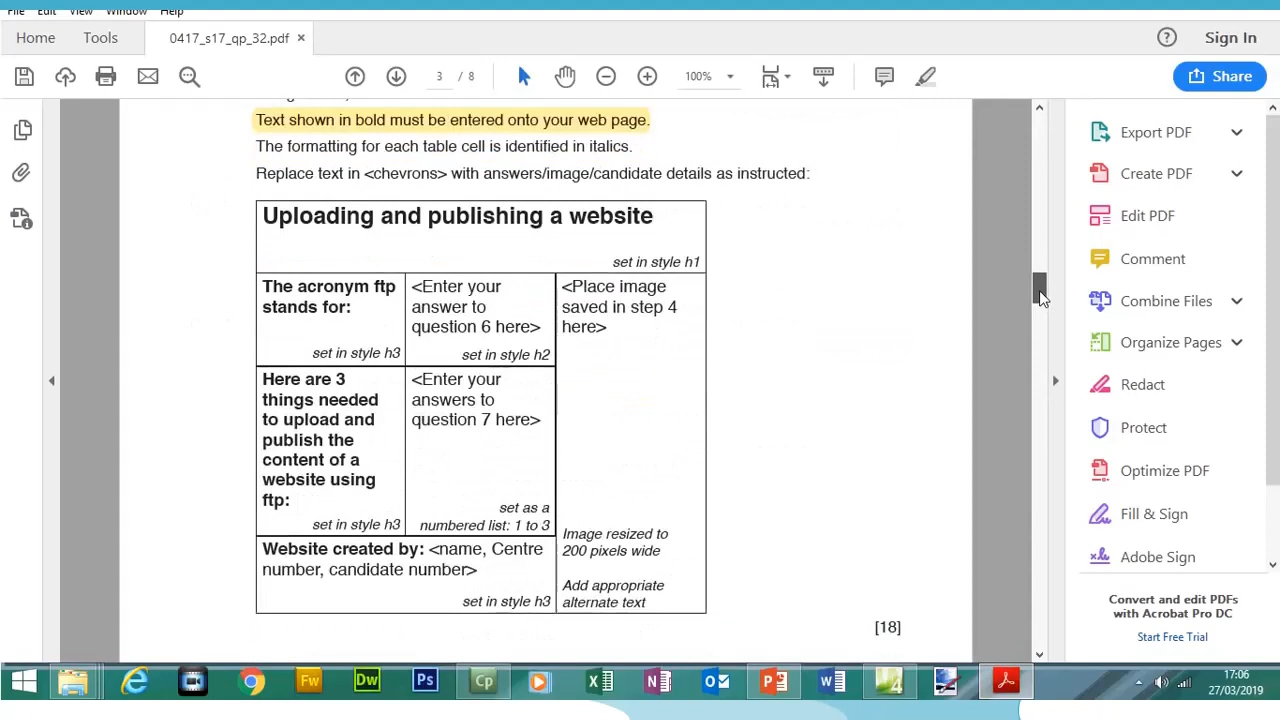 File Edit View Window Help
Home Tools 0417_s17_qp_32.pdf × Sign In
3 / 8 100% Share
Text shown in bold must be entered onto your web page.
The formatting for each table cell is identified in italics.
Replace text in <chevrons> with answers/image/candidate details as instructed:
Uploading and publishing a website
set in style h1
The acronym ftp
stands for:
set in style h3
<Enter your
answer to
question 6 here>
set in style h2
<Place image
saved in step 4
here>
Here are 3
things needed
to upload and
publish the
content of a
website using
ftp:
set in style h3
<Enter your
answers to
question 7 here>
set as a
numbered list: 1 to 3
Image resized to
200 pixels wide
Add appropriate
alternate text
Website created by: <name, Centre
number, candidate number>
set in style h3
[18]
Export PDF
Create PDF
Edit PDF
Comment
Combine Files
Organize Pages
Redact
Protect
Optimize PDF
Fill & Sign
Adobe Sign
Convert and edit PDFs
with Acrobat Pro DC
Start Free Trial
Fw Dw Ps Cp
17:06
27/03/2019